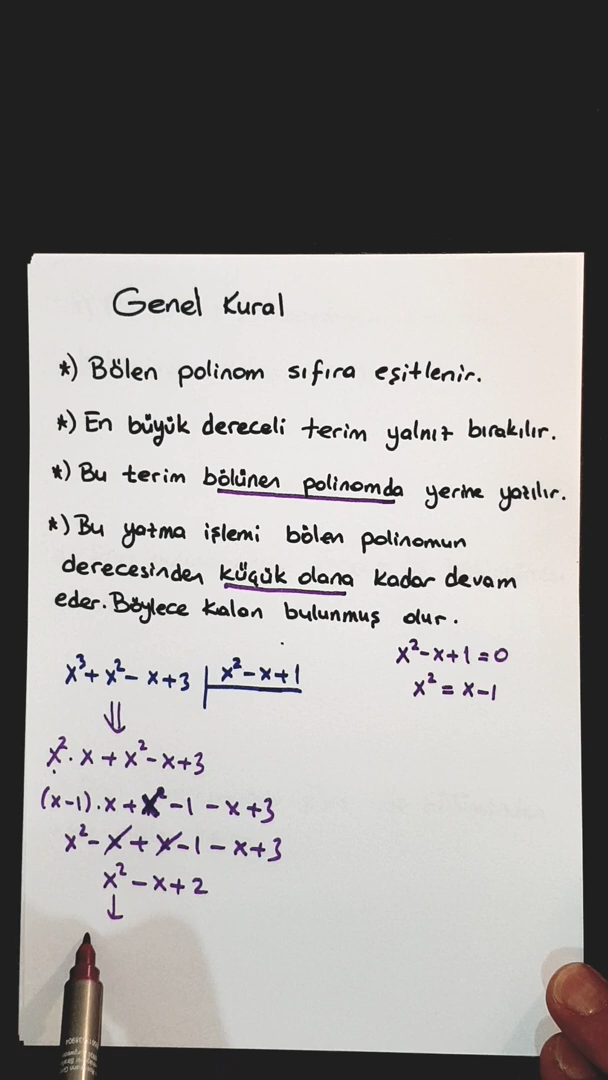 Genel Kural
*) Bölen polinom sıfıra eşitlenir.
*) En büyük dereceli terim yalnız bırakılır.
*) Bu terim bölünen polinomda yerine yazılır.
*) Bu yazma işlemi bölen polinomun
derecesinden küçük olana kadar devam
eder. Böylece kalan bulunmuş olur.
x³+x²-x+3 | x²-x+1
x²-x+1=0
x²=x-1
⇓
x².x+x²-x+3
(x-1).x+x-1-x+3
x²-x+x-1-x+3
x²-x+2
↓